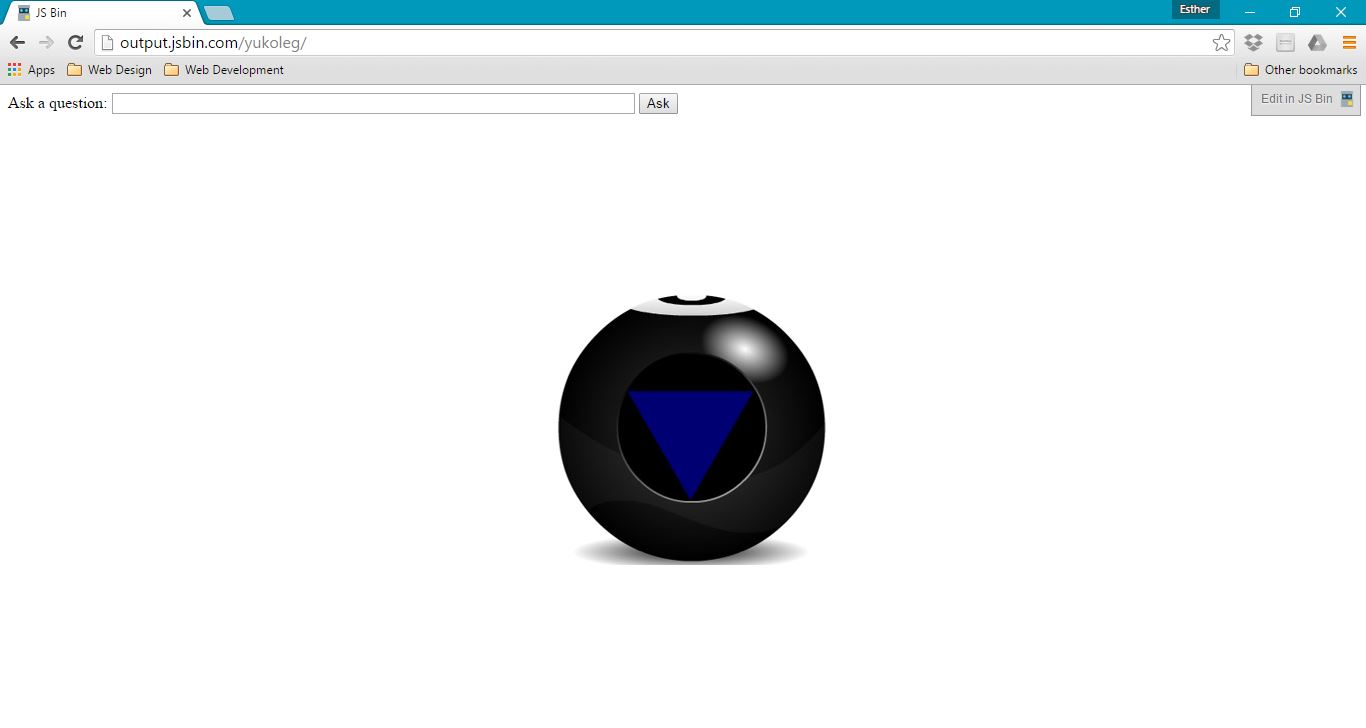 JS Bin
Esther
output.jsbin.com/yukoleg/
Apps Web Design Web Development Other bookmarks
Ask a question: Ask
Edit in JS Bin